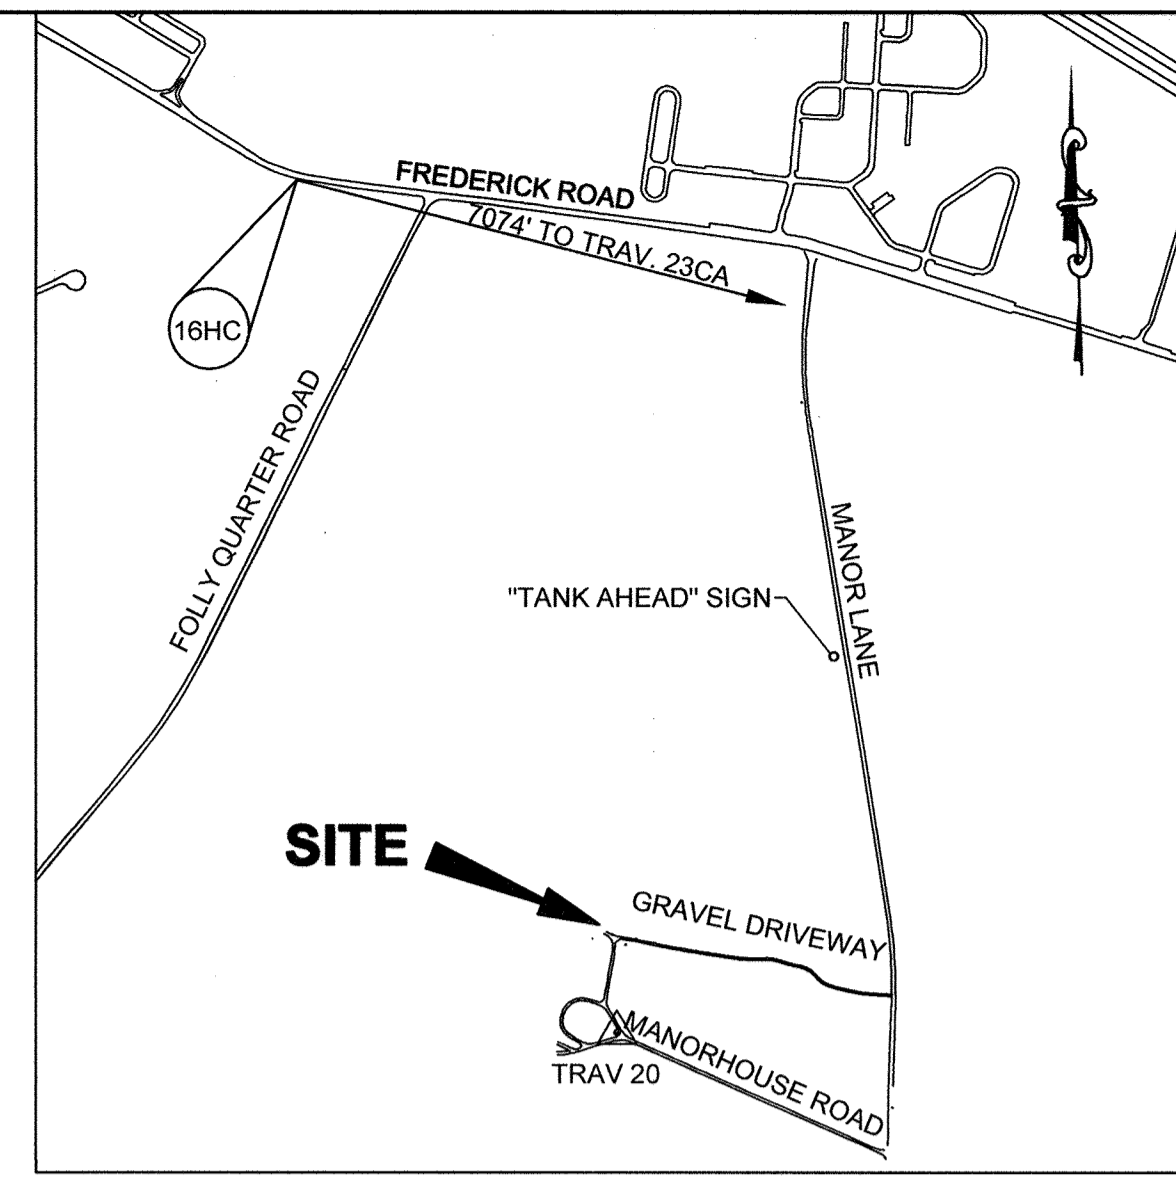 FREDERICK ROAD
7074' TO TRAV. 23CA
16HC
FOLLY QUARTER ROAD
MANOR LANE
"TANK AHEAD" SIGN
SITE
GRAVEL DRIVEWAY
MANORHOUSE ROAD
TRAV 20